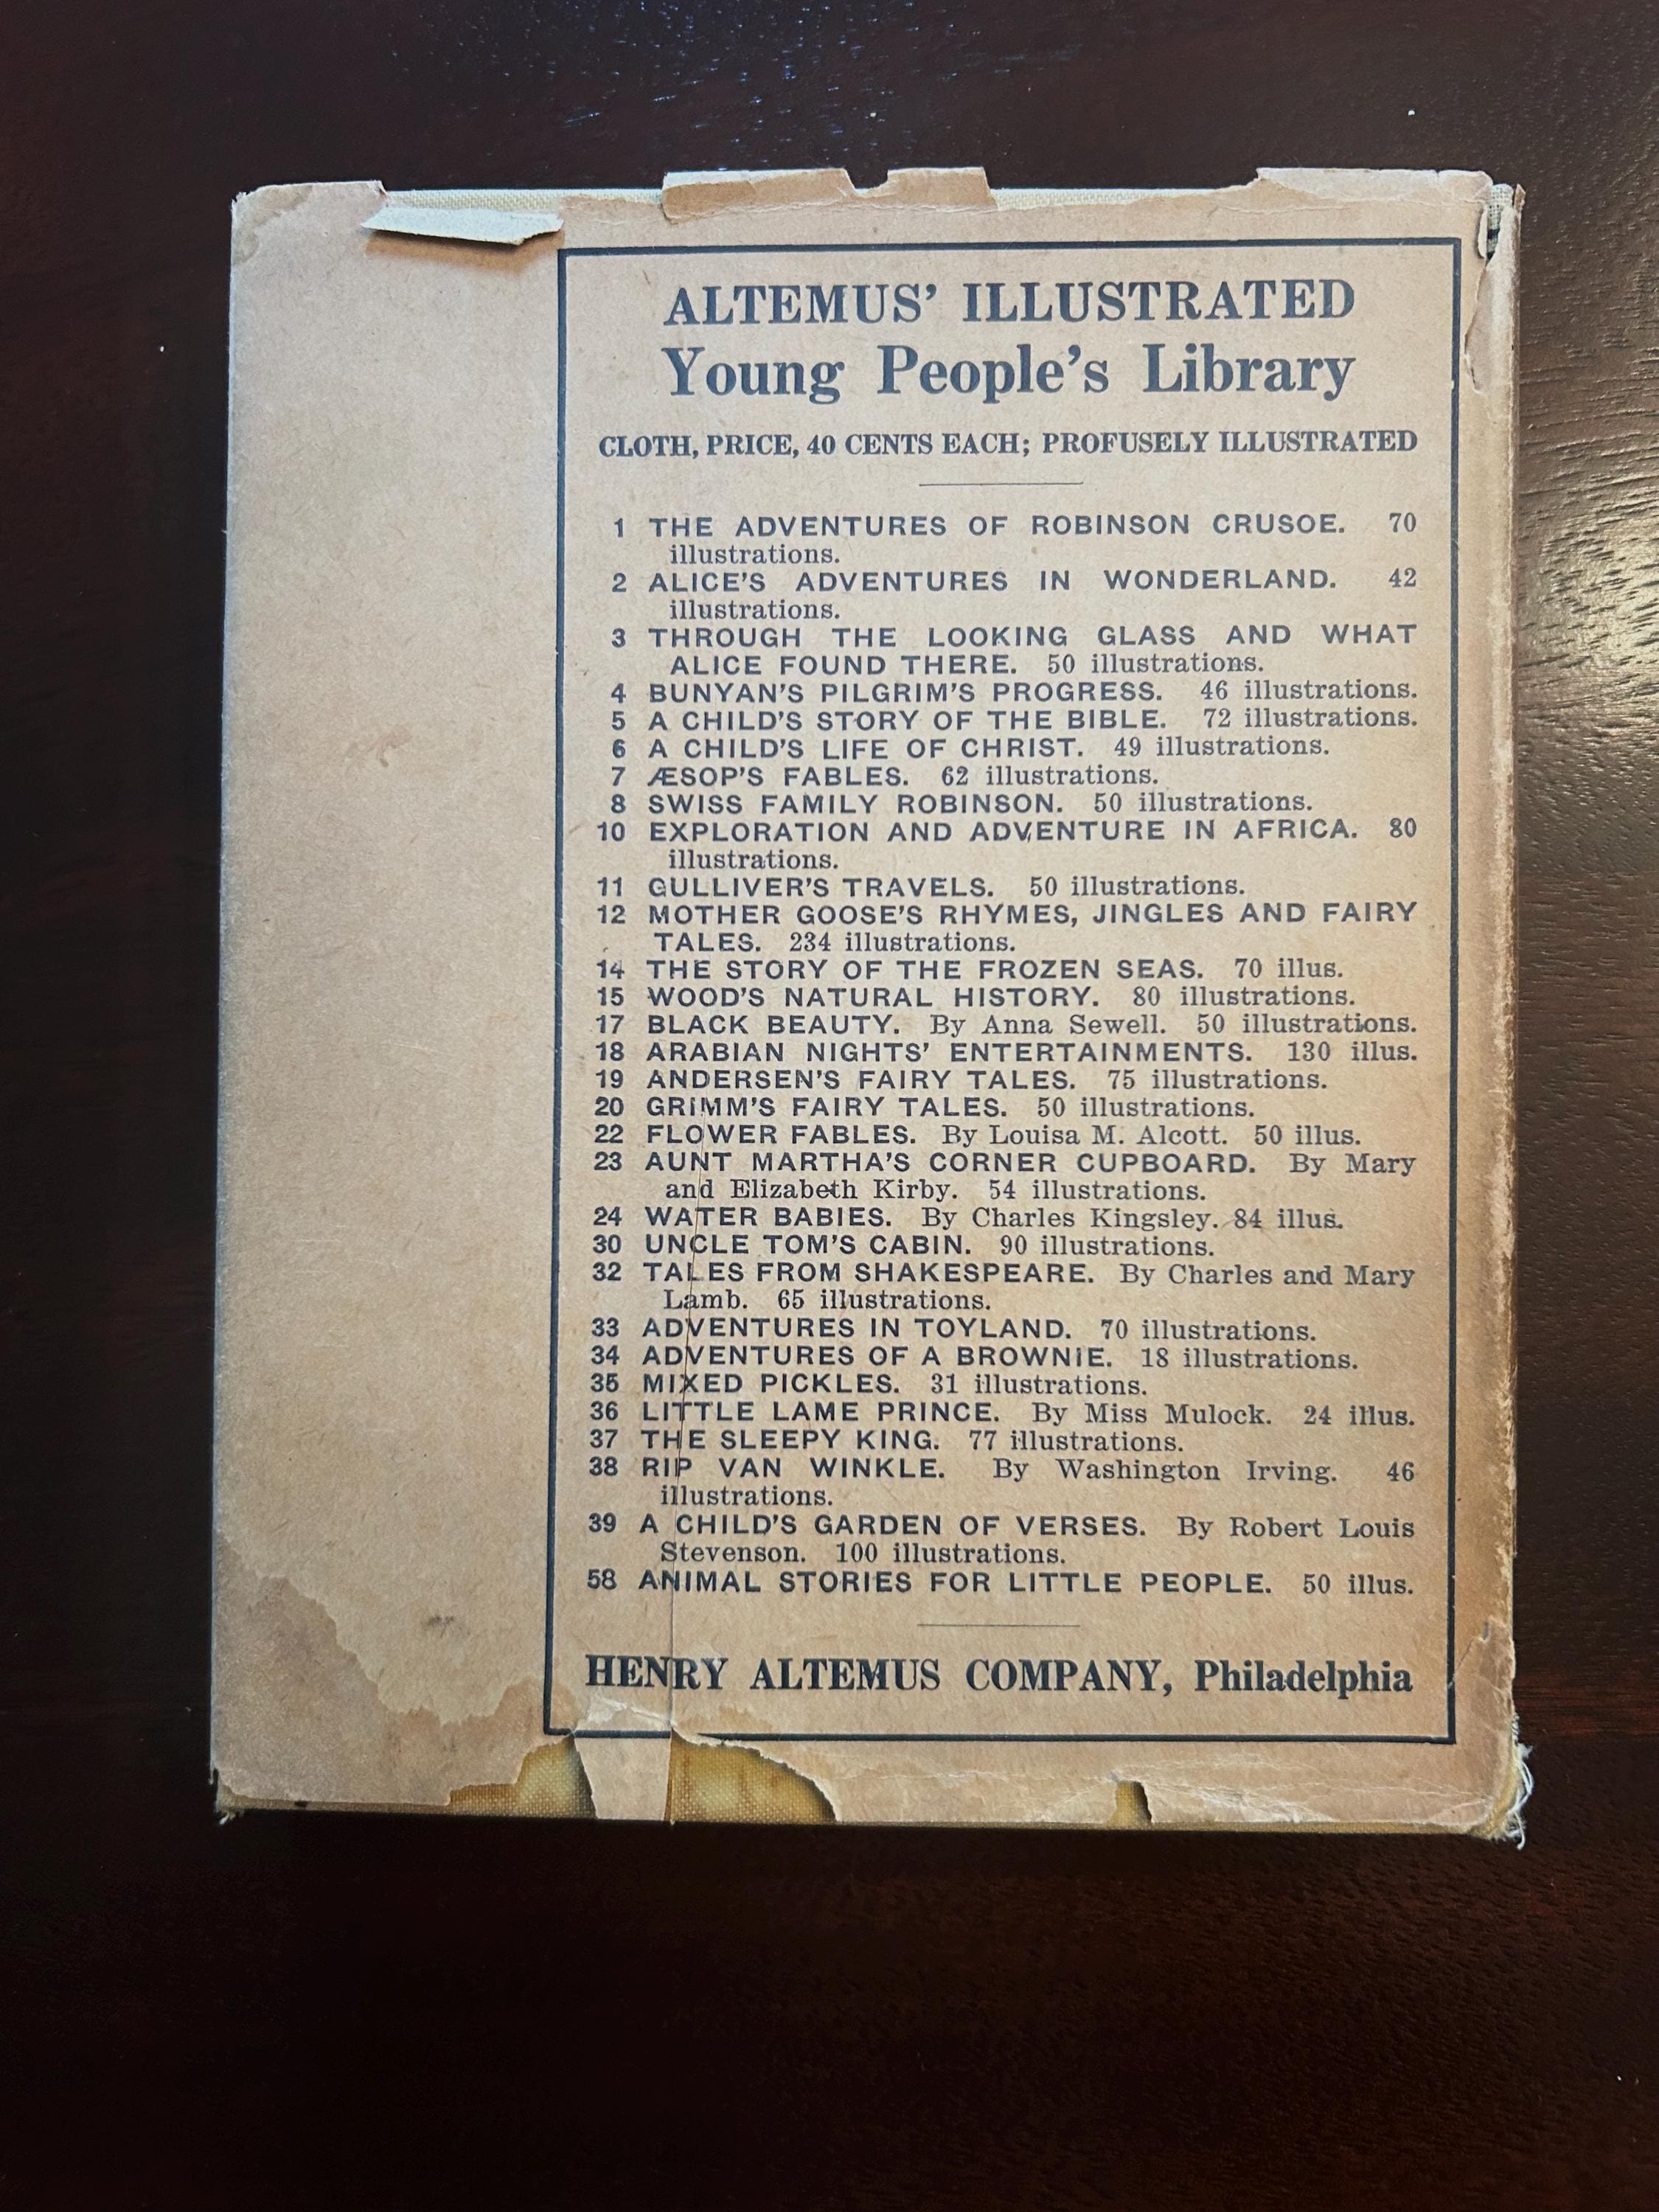 ALTEMUS' ILLUSTRATED
Young People's Library
CLOTH, PRICE, 40 CENTS EACH; PROFUSELY ILLUSTRATED
1 THE ADVENTURES OF ROBINSON CRUSOE. 70
illustrations.
2 ALICE'S ADVENTURES IN WONDERLAND. 42
illustrations.
3 THROUGH THE LOOKING GLASS AND WHAT
ALICE FOUND THERE. 50 illustrations.
4 BUNYAN'S PILGRIM'S PROGRESS. 46 illustrations.
5 A CHILD'S STORY OF THE BIBLE. 72 illustrations.
6 A CHILD'S LIFE OF CHRIST. 49 illustrations.
7 ÆSOP'S FABLES. 62 illustrations.
8 SWISS FAMILY ROBINSON. 50 illustrations.
10 EXPLORATION AND ADVENTURE IN AFRICA. 80
illustrations.
11 GULLIVER'S TRAVELS. 50 illustrations.
12 MOTHER GOOSE'S RHYMES, JINGLES AND FAIRY
TALES. 234 illustrations.
14 THE STORY OF THE FROZEN SEAS. 70 illus.
15 WOOD'S NATURAL HISTORY. 80 illustrations.
17 BLACK BEAUTY. By Anna Sewell. 50 illustrations.
18 ARABIAN NIGHTS' ENTERTAINMENTS. 130 illus.
19 ANDERSEN'S FAIRY TALES. 75 illustrations.
20 GRIMM'S FAIRY TALES. 50 illustrations.
22 FLOWER FABLES. By Louisa M. Alcott. 50 illus.
23 AUNT MARTHA'S CORNER CUPBOARD. By Mary
and Elizabeth Kirby. 54 illustrations.
24 WATER BABIES. By Charles Kingsley. 84 illus.
30 UNCLE TOM'S CABIN. 90 illustrations.
32 TALES FROM SHAKESPEARE. By Charles and Mary
Lamb. 65 illustrations.
33 ADVENTURES IN TOYLAND. 70 illustrations.
34 ADVENTURES OF A BROWNIE. 18 illustrations.
35 MIXED PICKLES. 31 illustrations.
36 LITTLE LAME PRINCE. By Miss Mulock. 24 illus.
37 THE SLEEPY KING. 77 illustrations.
38 RIP VAN WINKLE. By Washington Irving. 46
illustrations.
39 A CHILD'S GARDEN OF VERSES. By Robert Louis
Stevenson. 100 illustrations.
58 ANIMAL STORIES FOR LITTLE PEOPLE. 50 illus.
HENRY ALTEMUS COMPANY, Philadelphia